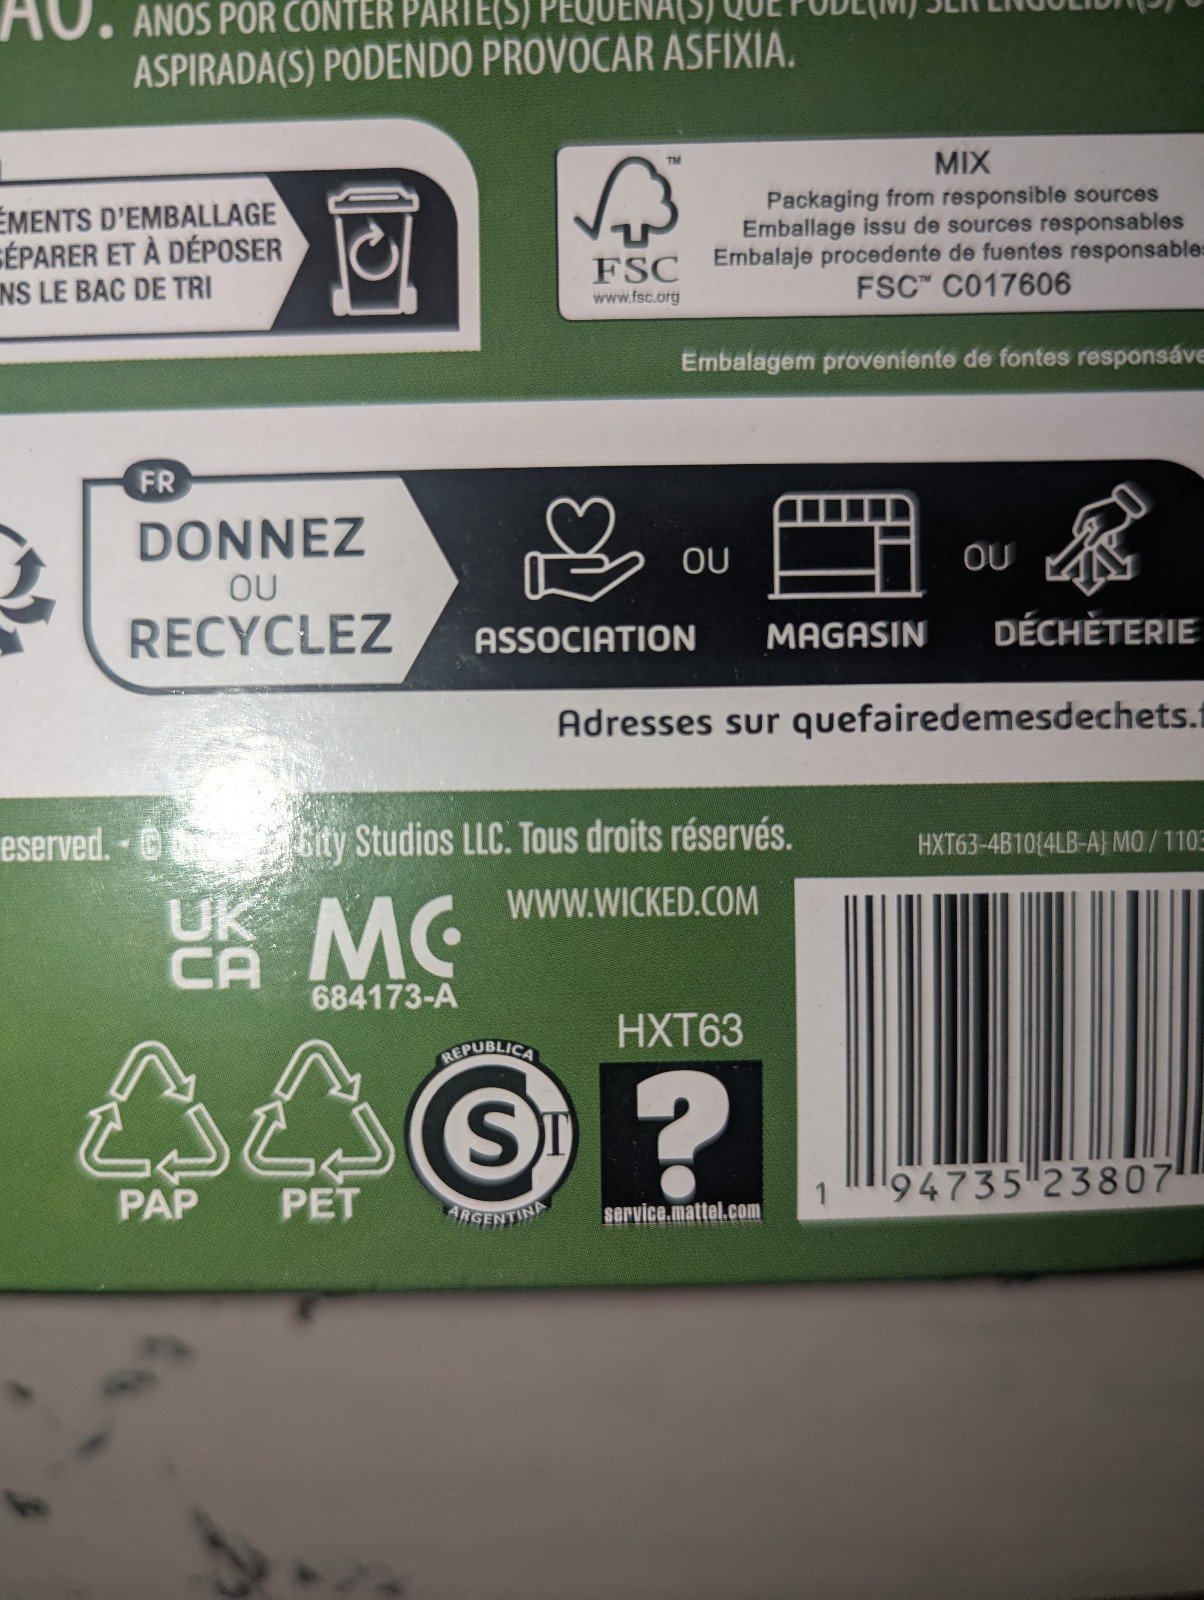 ANOS POR CONTER PARTE(S) PEQUENA(S) QUE PODE(M) SER ENGOLIDA(S)
ASPIRADA(S) PODENDO PROVOCAR ASFIXIA.
ÉMENTS D'EMBALLAGE
SÉPARER ET À DÉPOSER
NS LE BAC DE TRI
FSC
www.fsc.org
MIX
Packaging from responsible sources
Emballage issu de sources responsables
Embalaje procedente de fuentes responsable
FSC™ C017606
Embalagem proveniente de fontes responsáve
FR
DONNEZ
OU
RECYCLEZ
ASSOCIATION
OU
MAGASIN
OU
DÉCHÈTERIE
Adresses sur quefairedemesdechets.f
eserved. · © City Studios LLC. Tous droits réservés.
HXT63-4B10{4LB-A} MO / 1103
UK
CA
MC
684173-A
WWW.WICKED.COM
PAP
PET
REPUBLICA
S
T
ARGENTINA
HXT63
?
service.mattel.com
1 94735 23807